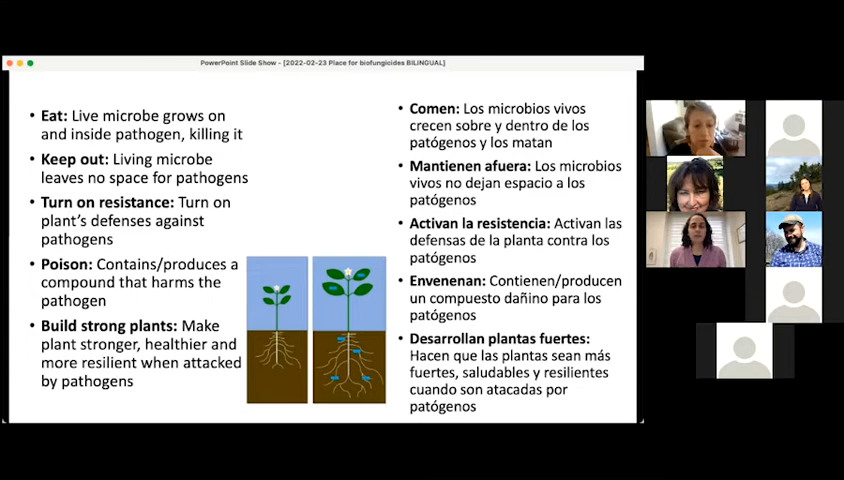 PowerPoint Slide Show - [2022-02-23 Place for biofungicides BILINGUAL]
• Eat: Live microbe grows on
and inside pathogen, killing it
• Keep out: Living microbe
leaves no space for pathogens
• Turn on resistance: Turn on
plant's defenses against
pathogens
• Poison: Contains/produces a
compound that harms the
pathogen
• Build strong plants: Make
plant stronger, healthier and
more resilient when attacked
by pathogens
• Comen: Los microbios vivos
crecen sobre y dentro de los
patógenos y los matan
• Mantienen afuera: Los microbios
vivos no dejan espacio a los
patógenos
• Activan la resistencia: Activan las
defensas de la planta contra los
patógenos
• Envenenan: Contienen/producen
un compuesto dañino para los
patógenos
• Desarrollan plantas fuertes:
Hacen que las plantas sean más
fuertes, saludables y resilientes
cuando son atacadas por
patógenos